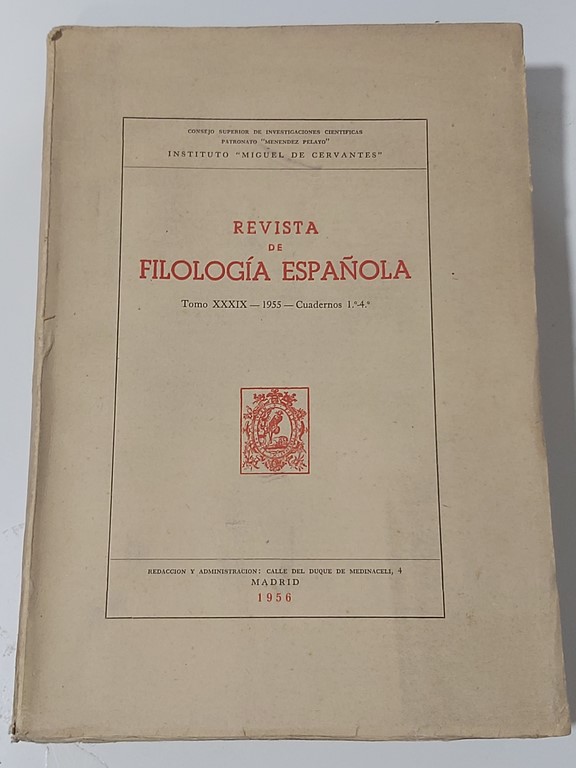 CONSEJO SUPERIOR DE INVESTIGACIONES CIENTIFICAS
PATRONATO "MENENDEZ PELAYO"
INSTITUTO "MIGUEL DE CERVANTES"
REVISTA
DE
FILOLOGÍA ESPAÑOLA
Tomo XXXIX — 1955 — Cuadernos 1.º-4.º
REDACCION Y ADMINISTRACION: CALLE DEL DUQUE DE MEDINACELI, 4
MADRID
1956